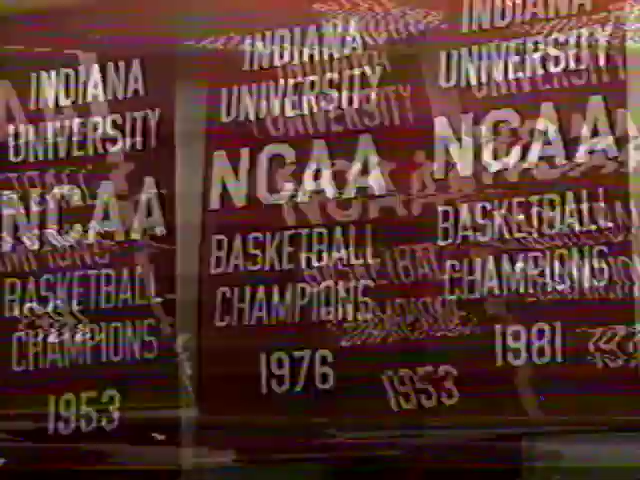 INDIANA
UNIVERSITY
NCAA
BASKETBALL
CHAMPIONS
1953
INDIANA
UNIVERSITY
NCAA
BASKETBALL
CHAMPIONS
1976
1953
INDIANA
UNIVERSITY
NCAA
BASKETBALL
CHAMPIONS
1981